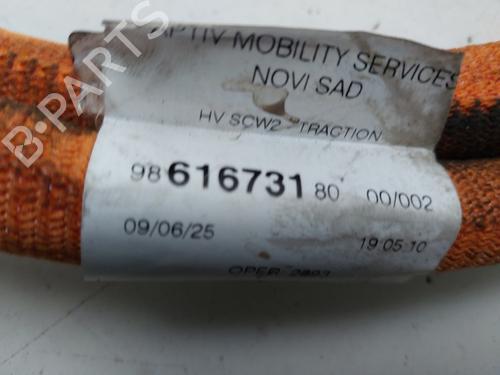 APTIV MOBILITY SERVICES
NOVI SAD
HV SCW2 TRACTION
98 616731 80 00/002
09/06/25 19:05:10
OPER
B-PARTS